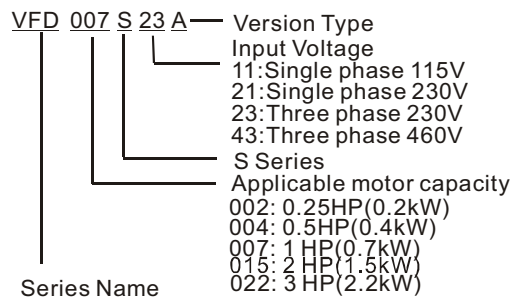 VFD 007 S 23 A Version Type
Input Voltage
11:Single phase 115V
21:Single phase 230V
23:Three phase 230V
43:Three phase 460V
S Series
Applicable motor capacity
002: 0.25HP(0.2kW)
004: 0.5HP(0.4kW)
007: 1 HP(0.7kW)
015: 2 HP(1.5kW)
022: 3 HP(2.2kW)
Series Name